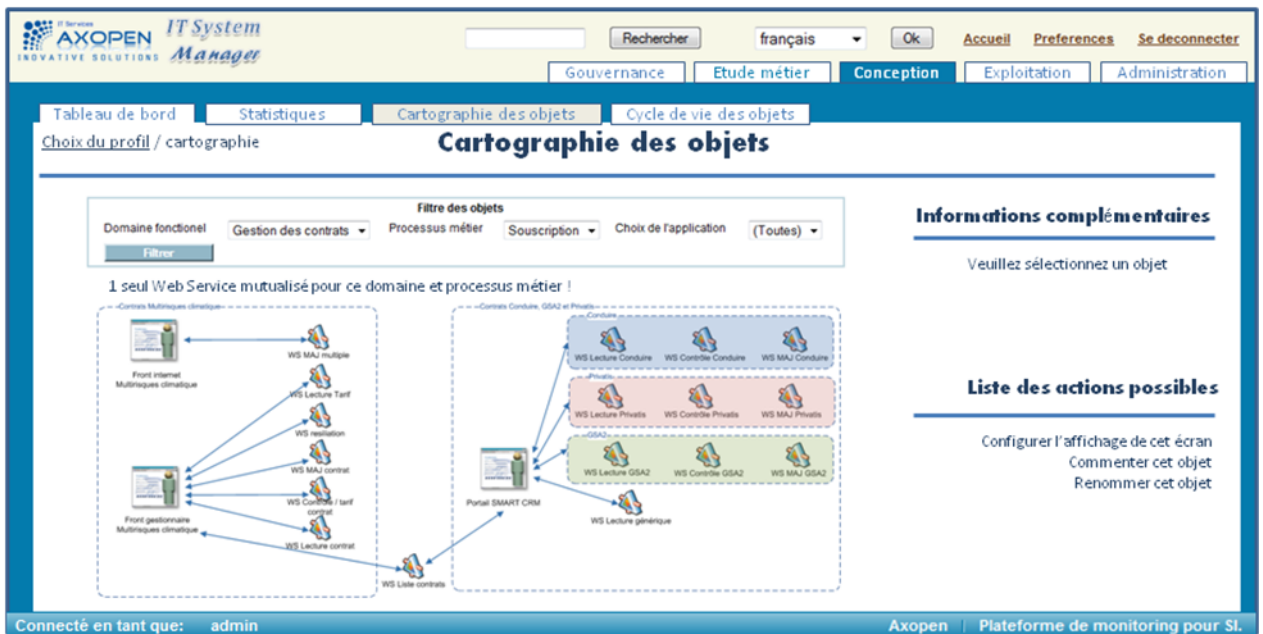 IT Services
AXOPEN
INOVATIVE SOLUTIONS
IT System
Manager
Rechercher
français
Ok
Accueil
Preferences
Se deconnecter
Gouvernance
Etude métier
Conception
Exploitation
Administration
Tableau de bord
Statistiques
Cartographie des objets
Cycle de vie des objets
Choix du profil / cartographie
Cartographie des objets
Filtre des objets
Domaine fonctionel
Gestion des contrats
Processus métier
Souscription
Choix de l'application
(Toutes)
Filtrer
1 seul Web Service mutualisé pour ce domaine et processus métier !
Contrats Multirisques climatique
Front internet
Multirisques climatique
WS MAJ multiple
WS Lecture Tarif
WS resiliation
WS MAJ contrat
WS Contrôle / tarif
contrat
WS Lecture contrat
Front gestionnaire
Multirisques climatique
WS Liste contrats
Contrats Conduire, GSA2 et Privatis
Conduire
WS Lecture Conduire
WS Contrôle Conduire
WS MAJ Conduire
Privatis
WS Lecture Privatis
WS Contrôle Privatis
WS MAJ Privatis
GSA2
WS Lecture GSA2
WS Contrôle GSA2
WS MAJ GSA2
Portail SMART CRM
WS Lecture générique
Informations complémentaires
Veuillez sélectionnez un objet
Liste des actions possibles
Configurer l'affichage de cet écran
Commenter cet objet
Renommer cet objet
Connecté en tant que: admin
Axopen | Plateforme de monitoring pour SI.